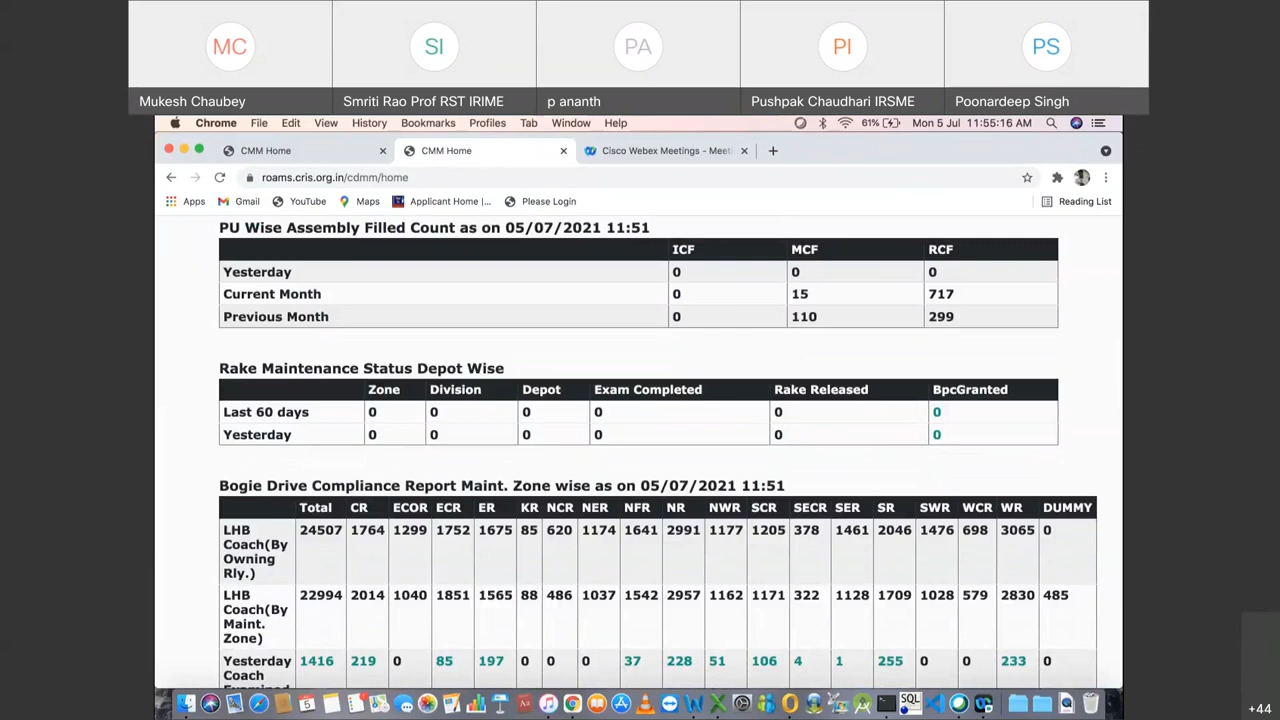 MC SI PA PI PS
Mukesh Chaubey Smriti Rao Prof RST IRIME p ananth Pushpak Chaudhari IRSME Poonardeep Singh
Chrome File Edit View History Bookmarks Profiles Tab Window Help 61% Mon 5 Jul 11:55:16 AM
CMM Home CMM Home Cisco Webex Meetings - Meeti
roams.cris.org.in/cdmm/home
Apps Gmail YouTube Maps Applicant Home |... Please Login Reading List
PU Wise Assembly Filled Count as on 05/07/2021 11:51
ICF MCF RCF
Yesterday 0 0 0
Current Month 0 15 717
Previous Month 0 110 299
Rake Maintenance Status Depot Wise
Zone Division Depot Exam Completed Rake Released BpcGranted
Last 60 days 0 0 0 0 0 0
Yesterday 0 0 0 0 0 0
Bogie Drive Compliance Report Maint. Zone wise as on 05/07/2021 11:51
Total CR ECOR ECR ER KR NCR NER NFR NR NWR SCR SECR SER SR SWR WCR WR DUMMY
LHB 24507 1764 1299 1752 1675 85 620 1174 1641 2991 1177 1205 378 1461 2046 1476 698 3065 0
Coach(By
Owning
Rly.)
LHB 22994 2014 1040 1851 1565 88 486 1037 1542 2957 1162 1171 322 1128 1709 1028 579 2830 485
Coach(By
Maint.
Zone)
Yesterday 1416 219 0 85 197 0 0 0 37 228 51 106 4 1 255 0 0 233 0
Coach
5
SQL
+44